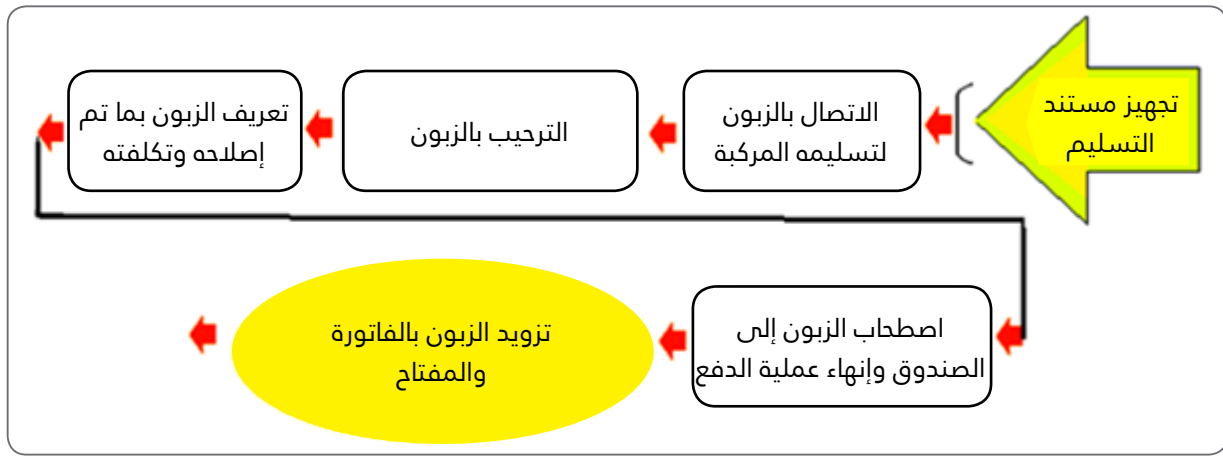 تجهيز مستند
التسليم
الاتصال بالزبون
لتسليمه المركبة
الترحيب بالزبون
تعريف الزبون بما تم
إصلاحه وتكلفته
اصطحاب الزبون إلى
الصندوق وإنهاء عملية الدفع
تزويد الزبون بالفاتورة
والمفتاح